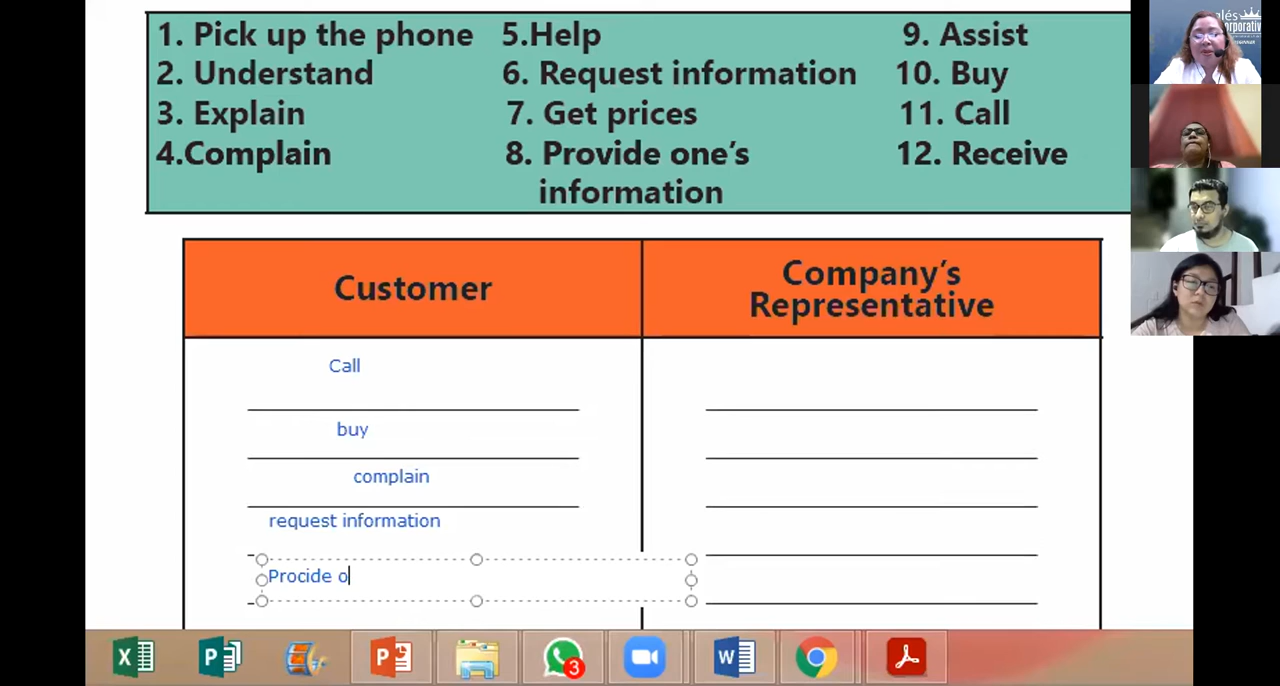 1. Pick up the phone
2. Understand
3. Explain
4.Complain
5.Help
6. Request information
7. Get prices
8. Provide one's
information
9. Assist
10. Buy
11. Call
12. Receive
Customer
Company's
Representative
Call
buy
complain
request information
Procide o
glés
3